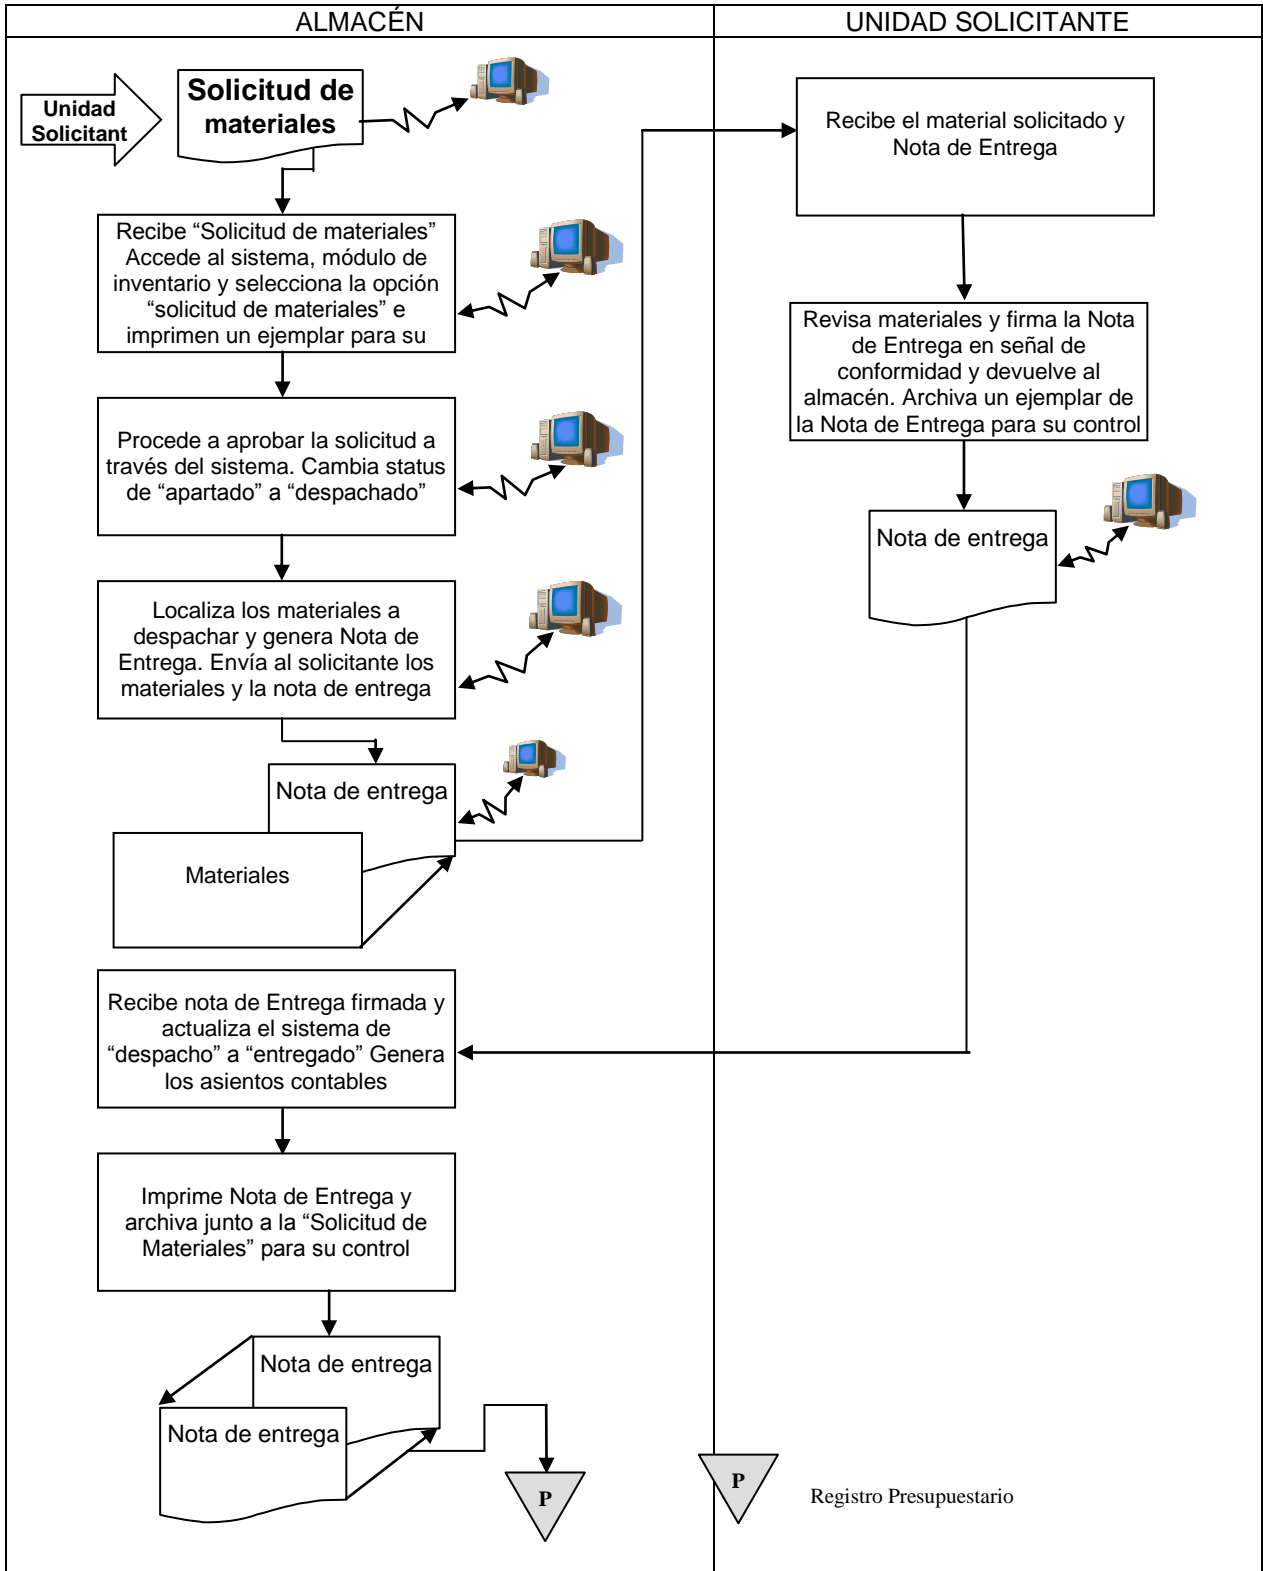 ALMACÉN
UNIDAD SOLICITANTE
Unidad
Solicitant
Solicitud de
materiales
Recibe “Solicitud de materiales”
Accede al sistema, módulo de
inventario y selecciona la opción
“solicitud de materiales” e
imprimen un ejemplar para su
Procede a aprobar la solicitud a
través del sistema. Cambia status
de “apartado” a “despachado”
Localiza los materiales a
despachar y genera Nota de
Entrega. Envía al solicitante los
materiales y la nota de entrega
Nota de entrega
Materiales
Recibe el material solicitado y
Nota de Entrega
Revisa materiales y firma la Nota
de Entrega en señal de
conformidad y devuelve al
almacén. Archiva un ejemplar de
la Nota de Entrega para su control
Nota de entrega
Recibe nota de Entrega firmada y
actualiza el sistema de
“despacho” a “entregado” Genera
los asientos contables
Imprime Nota de Entrega y
archiva junto a la “Solicitud de
Materiales” para su control
Nota de entrega
Nota de entrega
P
P
Registro Presupuestario